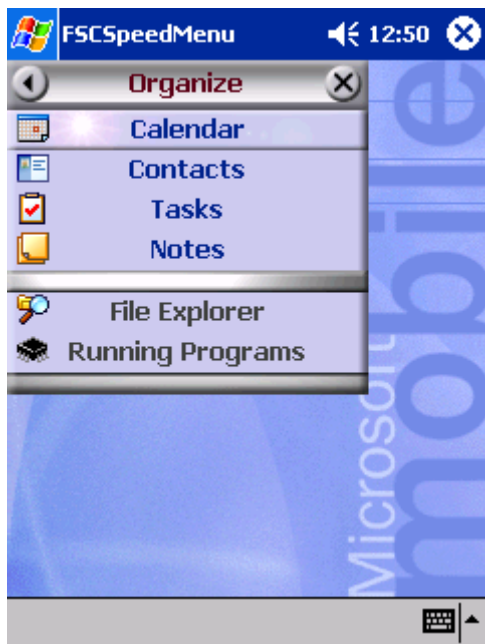 FSCSpeedMenu 12:50
Organize
Calendar
Contacts
Tasks
Notes
File Explorer
Running Programs
Microsoft
mobile